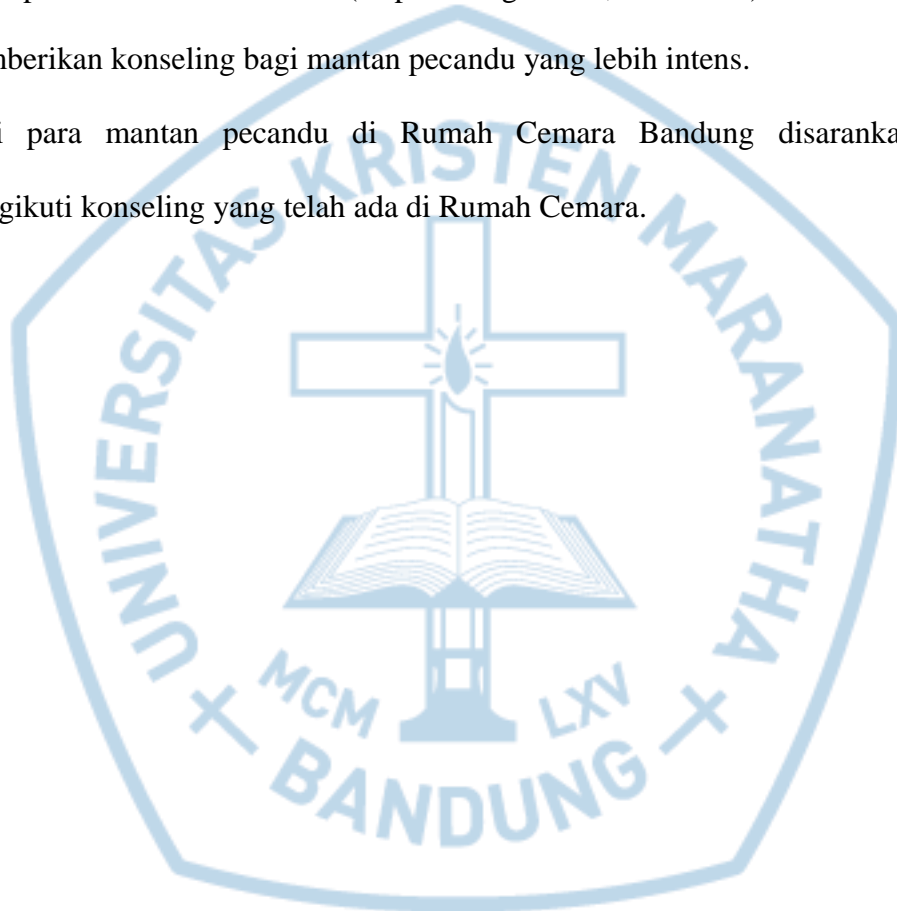 mberikan konseling bagi mantan pecandu yang lebih intens.
i para mantan pecandu di Rumah Cemara Bandung disaranka
gikuti konseling yang telah ada di Rumah Cemara.
UNIVERSITAS KRISTEN MARANATHA
MCM LXV
BANDUNG